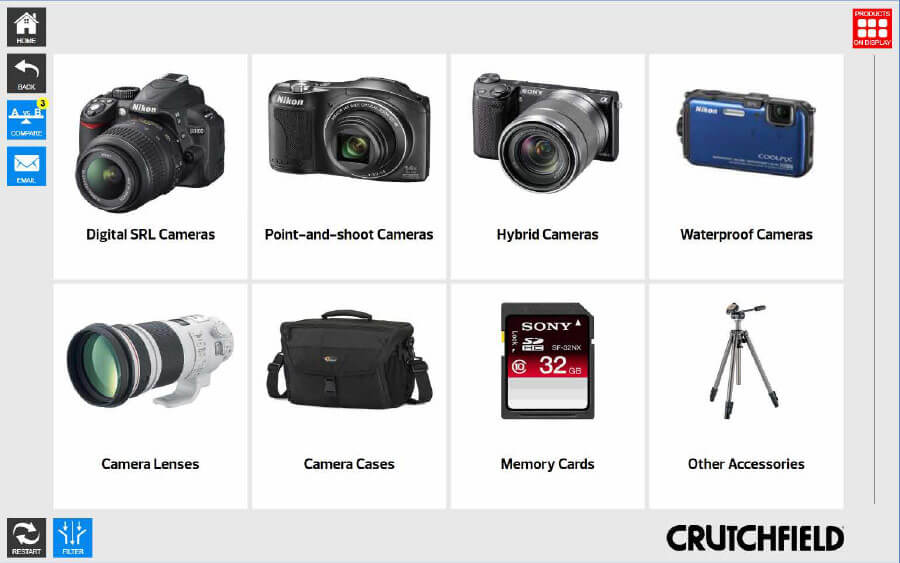 HOME
PRODUCTS
ON DISPLAY
BACK
3
A vs. B
COMPARE
EMAIL
Nikon
D3100
Digital SRL Cameras
Nikon
Point-and-shoot Cameras
SONY
α
Hybrid Cameras
Nikon
COOLPIX
Waterproof Cameras
Camera Lenses
Camera Cases
SONY
Lock
SDHC
SF-32NX
10
32 GB
Memory Cards
Other Accessories
RESTART
FILTER
CRUTCHFIELD